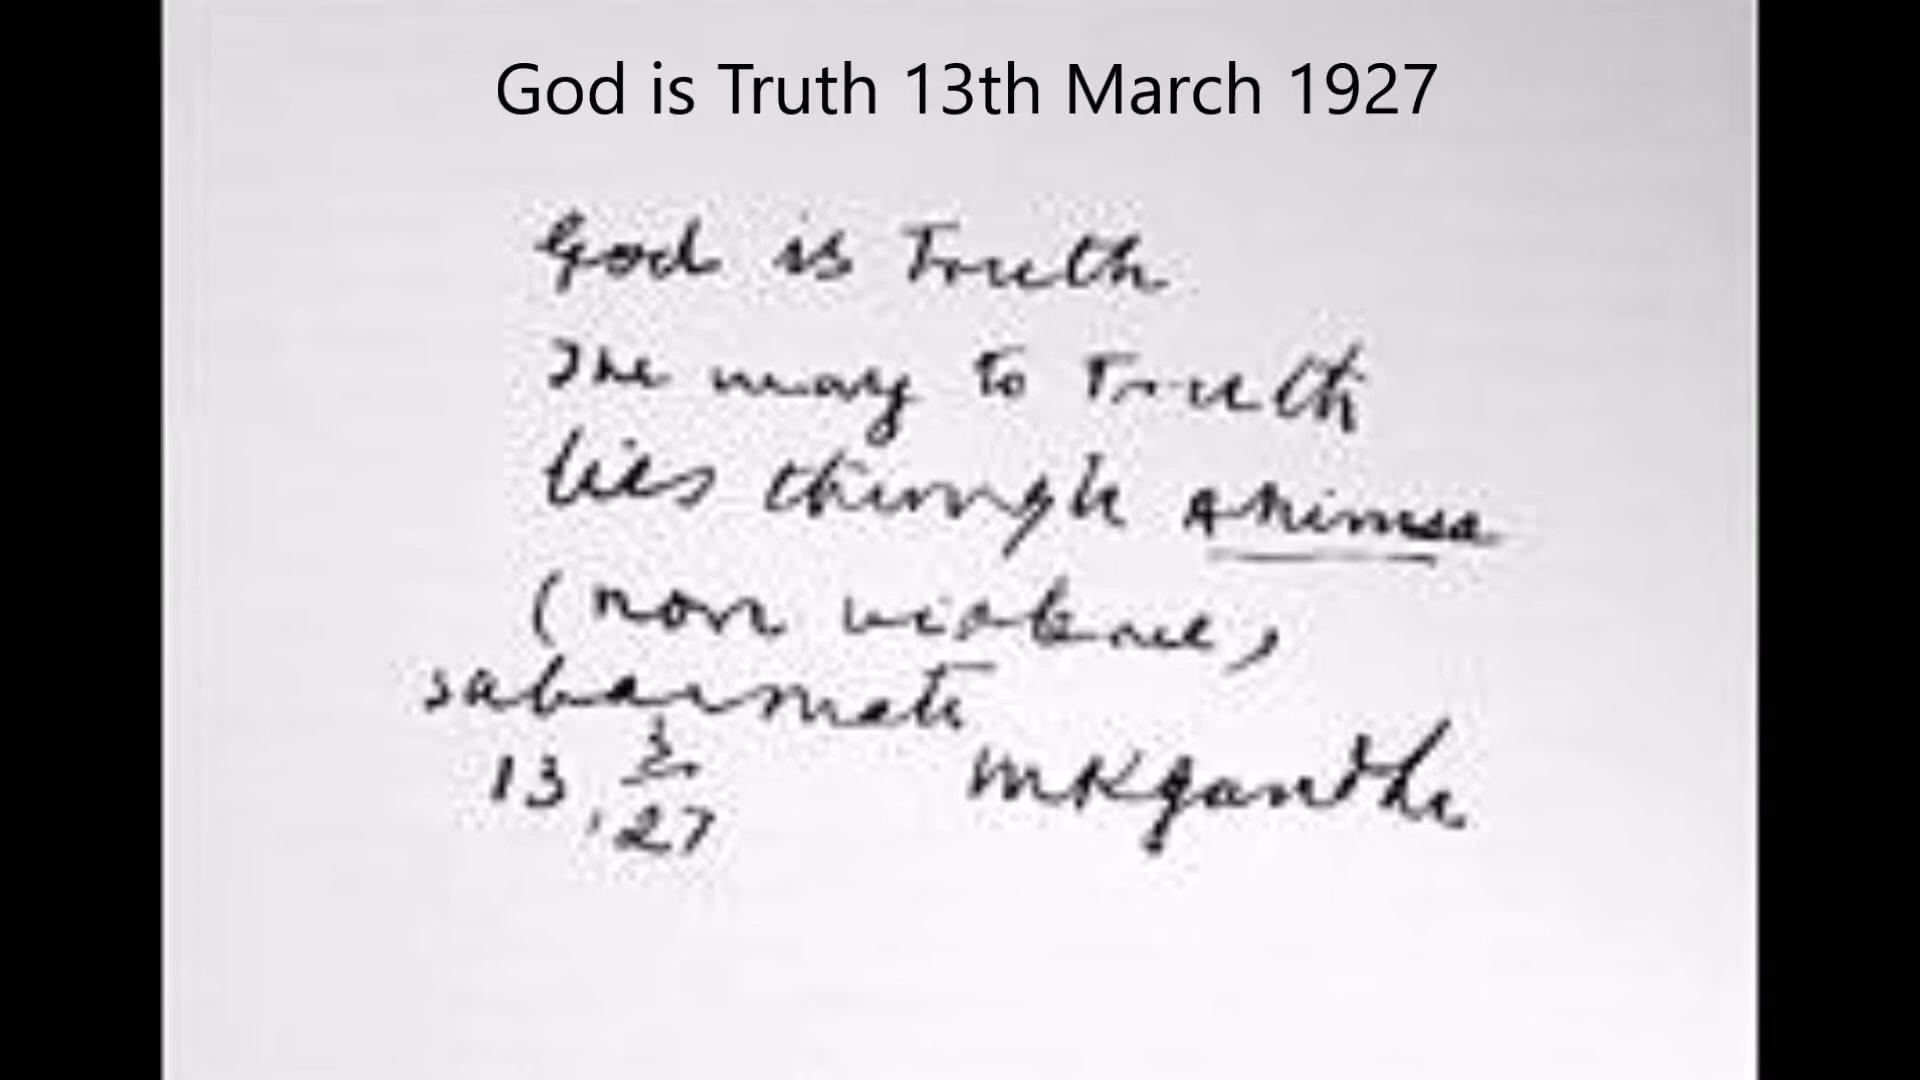 God is Truth 13th March 1927
God is Truth
The way to Truth
lies through ahimsa
(non violence)
sabarmati
13, 3
27
MKGandhi